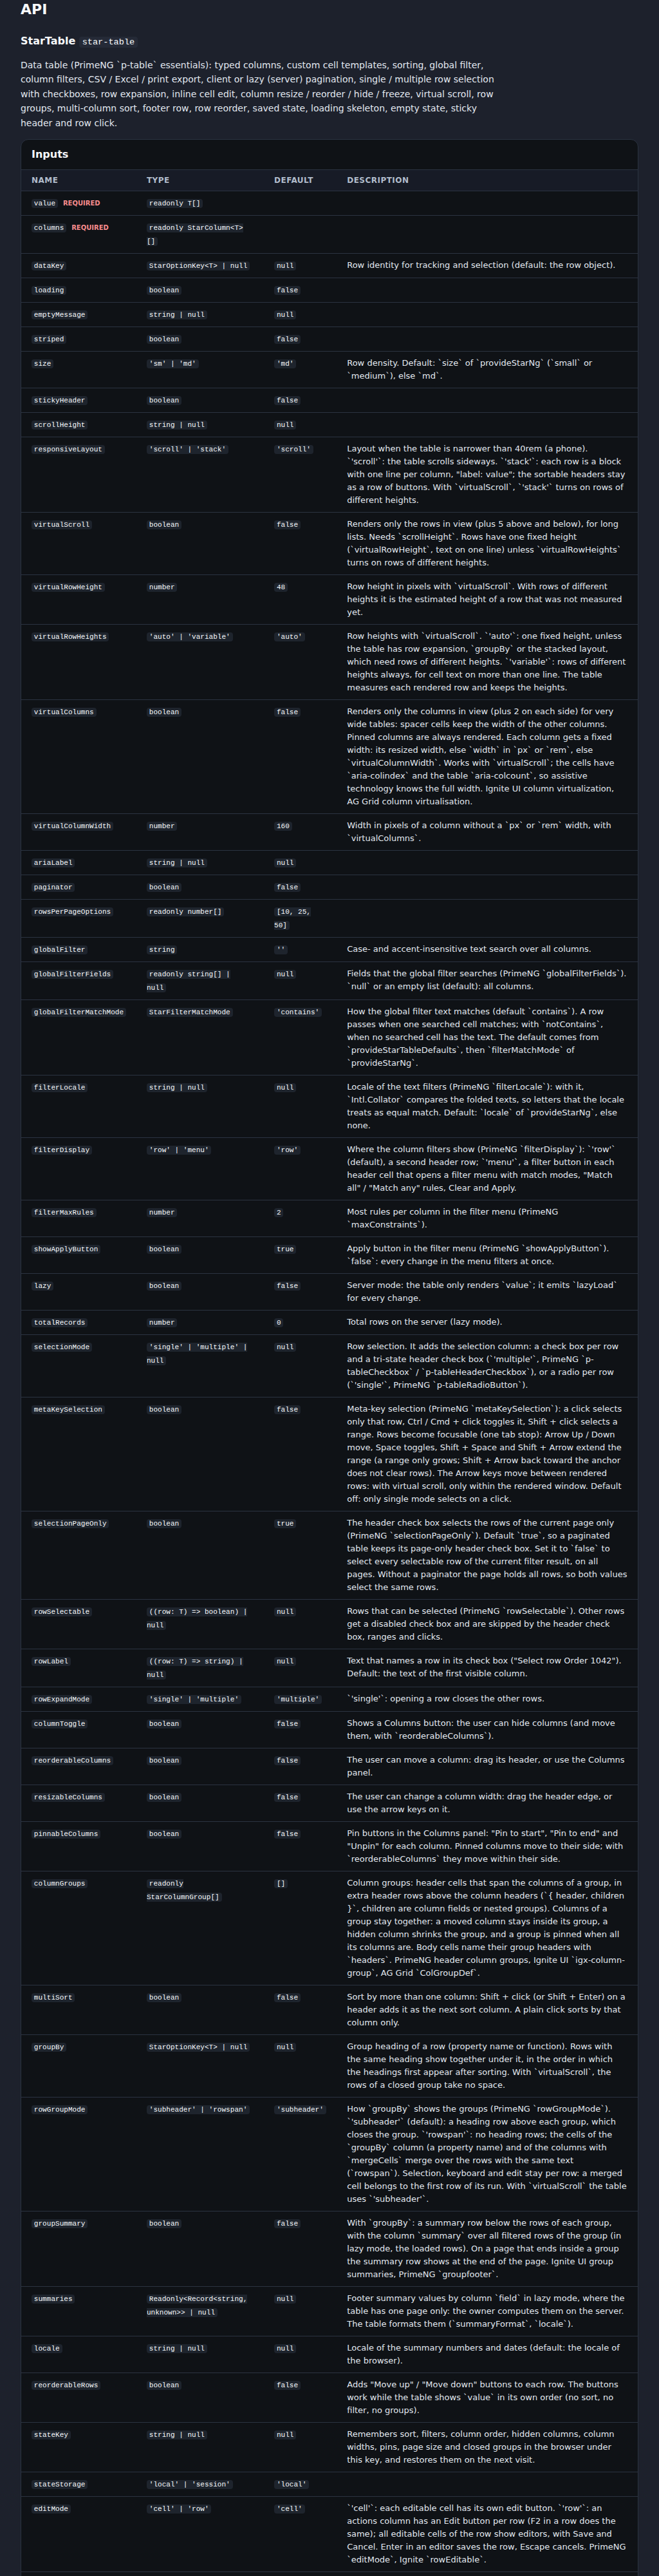 API
StarTable star-table
Data table (PrimeNG `p-table` essentials): typed columns, custom cell templates, sorting, global filter,
column filters, CSV / Excel / print export, client or lazy (server) pagination, single / multiple row selection
with checkboxes, row expansion, inline cell edit, column resize / reorder / hide / freeze, virtual scroll, row
groups, multi-column sort, footer row, row reorder, saved state, loading skeleton, empty state, sticky
header and row click.
Inputs
NAME TYPE DEFAULT DESCRIPTION
value REQUIRED readonly T[]
columns REQUIRED readonly StarColumn<T>
[]
dataKey StarOptionKey<T> | null null Row identity for tracking and selection (default: the row object).
loading boolean false
emptyMessage string | null null
striped boolean false
size 'sm' | 'md' 'md' Row density. Default: `size` of `provideStarNg` (`small` or
`medium`), else `md`.
stickyHeader boolean false
scrollHeight string | null null
responsiveLayout 'scroll' | 'stack' 'scroll' Layout when the table is narrower than 40rem (a phone).
`'scroll'`: the table scrolls sideways. `'stack'`: each row is a block
with one line per column, "label: value"; the sortable headers stay
as a row of buttons. With `virtualScroll`, `'stack'` turns on rows of
different heights.
virtualScroll boolean false Renders only the rows in view (plus 5 above and below), for long
lists. Needs `scrollHeight`. Rows have one fixed height
(`virtualRowHeight`, text on one line) unless `virtualRowHeights`
turns on rows of different heights.
virtualRowHeight number 48 Row height in pixels with `virtualScroll`. With rows of different
heights it is the estimated height of a row that was not measured
yet.
virtualRowHeights 'auto' | 'variable' 'auto' Row heights with `virtualScroll`. `'auto'`: one fixed height, unless
the table has row expansion, `groupBy` or the stacked layout,
which need rows of different heights. `'variable'`: rows of different
heights always, for cell text on more than one line. The table
measures each rendered row and keeps the heights.
virtualColumns boolean false Renders only the columns in view (plus 2 on each side) for very
wide tables: spacer cells keep the width of the other columns.
Pinned columns are always rendered. Each column gets a fixed
width: its resized width, else `width` in `px` or `rem`, else
`virtualColumnWidth`. Works with `virtualScroll`; the cells have
`aria-colindex` and the table `aria-colcount`, so assistive
technology knows the full width. Ignite UI column virtualization,
AG Grid column virtualisation.
virtualColumnWidth number 160 Width in pixels of a column without a `px` or `rem` width, with
`virtualColumns`.
ariaLabel string | null null
paginator boolean false
rowsPerPageOptions readonly number[] [10, 25,
50]
globalFilter string '' Case- and accent-insensitive text search over all columns.
globalFilterFields readonly string[] | null Fields that the global filter searches (PrimeNG `globalFilterFields`).
null `null` or an empty list (default): all columns.
globalFilterMatchMode StarFilterMatchMode 'contains' How the global filter text matches (default `contains`). A row
passes when one searched cell matches; with `notContains`,
when no searched cell has the text. The default comes from
`provideStarTableDefaults`, then `filterMatchMode` of
`provideStarNg`.
filterLocale string | null null Locale of the text filters (PrimeNG `filterLocale`): with it,
`Intl.Collator` compares the folded texts, so letters that the locale
treats as equal match. Default: `locale` of `provideStarNg`, else
none.
filterDisplay 'row' | 'menu' 'row' Where the column filters show (PrimeNG `filterDisplay`): `'row'`
(default), a second header row; `'menu'`, a filter button in each
header cell that opens a filter menu with match modes, "Match
all" / "Match any" rules, Clear and Apply.
filterMaxRules number 2 Most rules per column in the filter menu (PrimeNG
`maxConstraints`).
showApplyButton boolean true Apply button in the filter menu (PrimeNG `showApplyButton`).
`false`: every change in the menu filters at once.
lazy boolean false Server mode: the table only renders `value`; it emits `lazyLoad`
for every change.
totalRecords number 0 Total rows on the server (lazy mode).
selectionMode 'single' | 'multiple' | null Row selection. It adds the selection column: a check box per row
null and a tri-state header check box (`'multiple'`, PrimeNG `p-
tableCheckbox` / `p-tableHeaderCheckbox`), or a radio per row
(`'single'`, PrimeNG `p-tableRadioButton`).
metaKeySelection boolean false Meta-key selection (PrimeNG `metaKeySelection`): a click selects
only that row, Ctrl / Cmd + click toggles it, Shift + click selects a
range. Rows become focusable (one tab stop): Arrow Up / Down
move, Space toggles, Shift + Space and Shift + Arrow extend the
range (a range only grows; Shift + Arrow back toward the anchor
does not clear rows). The Arrow keys move between rendered
rows: with virtual scroll, only within the rendered window. Default
off: only single mode selects on a click.
selectionPageOnly boolean true The header check box selects the rows of the current page only
(PrimeNG `selectionPageOnly`). Default `true`, so a paginated
table keeps its page-only header check box. Set it to `false` to
select every selectable row of the current filter result, on all
pages. Without a paginator the page holds all rows, so both values
select the same rows.
rowSelectable ((row: T) => boolean) | null Rows that can be selected (PrimeNG `rowSelectable`). Other rows
null get a disabled check box and are skipped by the header check
box, ranges and clicks.
rowLabel ((row: T) => string) | null Text that names a row in its check box ("Select row Order 1042").
null Default: the text of the first visible column.
rowExpandMode 'single' | 'multiple' 'multiple' `'single'`: opening a row closes the other rows.
columnToggle boolean false Shows a Columns button: the user can hide columns (and move
them, with `reorderableColumns`).
reorderableColumns boolean false The user can move a column: drag its header, or use the Columns
panel.
resizableColumns boolean false The user can change a column width: drag the header edge, or
use the arrow keys on it.
pinnableColumns boolean false Pin buttons in the Columns panel: "Pin to start", "Pin to end" and
"Unpin" for each column. Pinned columns move to their side; with
`reorderableColumns` they move within their side.
columnGroups readonly [] Column groups: header cells that span the columns of a group, in
StarColumnGroup[] extra header rows above the column headers (`{ header, children
}`, children are column fields or nested groups). Columns of a
group stay together: a moved column stays inside its group, a
hidden column shrinks the group, and a group is pinned when all
its columns are. Body cells name their group headers with
`headers`. PrimeNG header column groups, Ignite UI `igx-column-
group`, AG Grid `ColGroupDef`.
multiSort boolean false Sort by more than one column: Shift + click (or Shift + Enter) on a
header adds it as the next sort column. A plain click sorts by that
column only.
groupBy StarOptionKey<T> | null null Group heading of a row (property name or function). Rows with
the same heading show together under it, in the order in which
the headings first appear after sorting. With `virtualScroll`, the
rows of a closed group take no space.
rowGroupMode 'subheader' | 'rowspan' 'subheader' How `groupBy` shows the groups (PrimeNG `rowGroupMode`).
`'subheader'` (default): a heading row above each group, which
closes the group. `'rowspan'`: no heading rows; the cells of the
`groupBy` column (a property name) and of the columns with
`mergeCells` merge over the rows with the same text
(`rowspan`). Selection, keyboard and edit stay per row: a merged
cell belongs to the first row of its run. With `virtualScroll` the table
uses `'subheader'`.
groupSummary boolean false With `groupBy`: a summary row below the rows of each group,
with the column `summary` over all filtered rows of the group (in
lazy mode, the loaded rows). On a page that ends inside a group
the summary row shows at the end of the page. Ignite UI group
summaries, PrimeNG `groupfooter`.
summaries Readonly<Record<string, null Footer summary values by column `field` in lazy mode, where the
unknown>> | null table has one page only: the owner computes them on the server.
The table formats them (`summaryFormat`, `locale`).
locale string | null null Locale of the summary numbers and dates (default: the locale of
the browser).
reorderableRows boolean false Adds "Move up" / "Move down" buttons to each row. The buttons
work while the table shows `value` in its own order (no sort, no
filter, no groups).
stateKey string | null null Remembers sort, filters, column order, hidden columns, column
widths, pins, page size and closed groups in the browser under
this key, and restores them on the next visit.
stateStorage 'local' | 'session' 'local'
editMode 'cell' | 'row' 'cell' `'cell'`: each editable cell has its own edit button. `'row'`: an
actions column has an Edit button per row (F2 in a row does the
same); all editable cells of the row show editors, with Save and
Cancel. Enter in an editor saves the row, Escape cancels. PrimeNG
`editMode`, Ignite `rowEditable`.